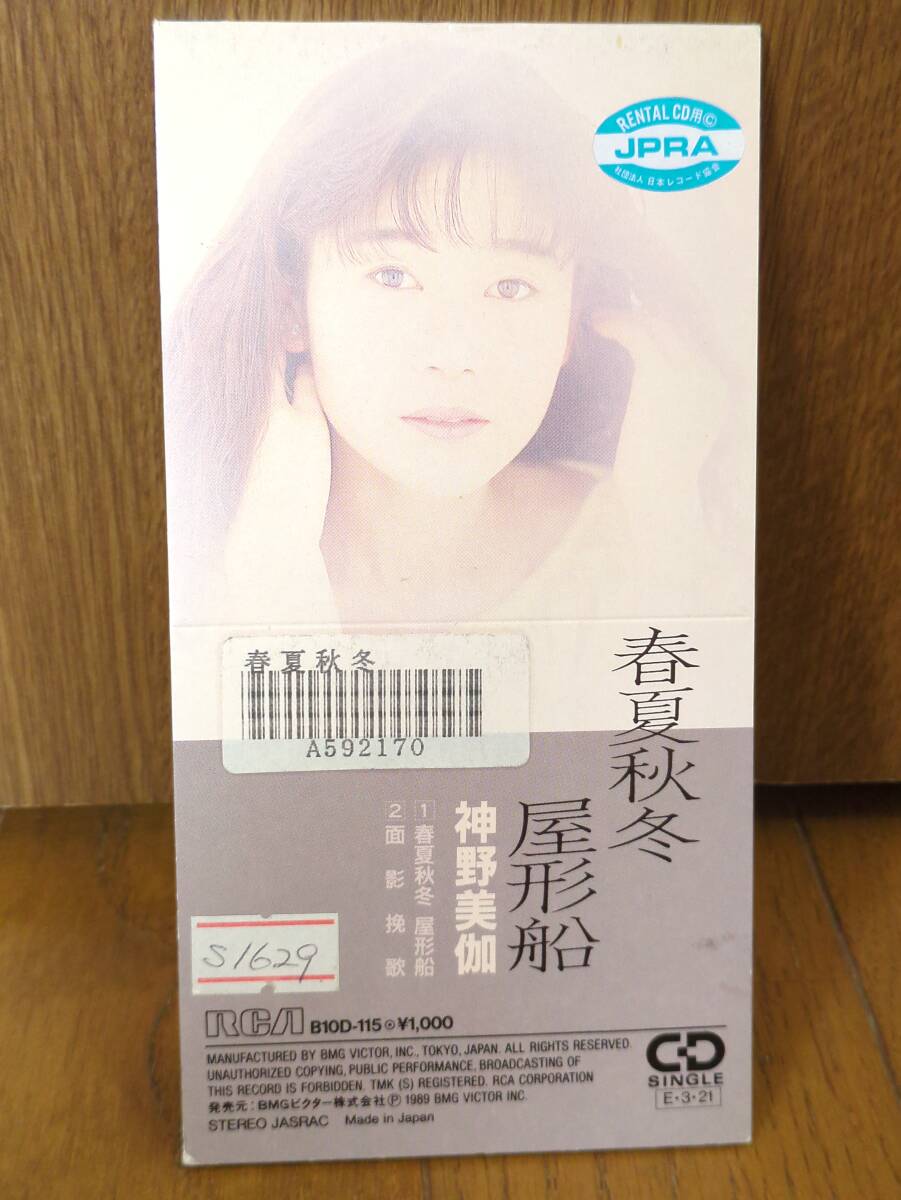 RENTAL CD用Ⓒ
JPRA
社団法人 日本レコード協会
春夏秋冬
屋形船
春夏秋冬
A592170
神野美伽
1 春夏秋冬 屋形船
2 面影挽歌
S1629
RCA B10D-115 ⊙ ¥1,000
MANUFACTURED BY BMG VICTOR, INC., TOKYO, JAPAN. ALL RIGHTS RESERVED.
UNAUTHORIZED COPYING, PUBLIC PERFORMANCE, BROADCASTING OF
THIS RECORD IS FORBIDDEN. TMK (S) REGISTERED. RCA CORPORATION
発売元:BMGビクター株式会社 Ⓟ 1989 BMG VICTOR INC.
STEREO JASRAC Made in Japan
CD
SINGLE
E・3・21